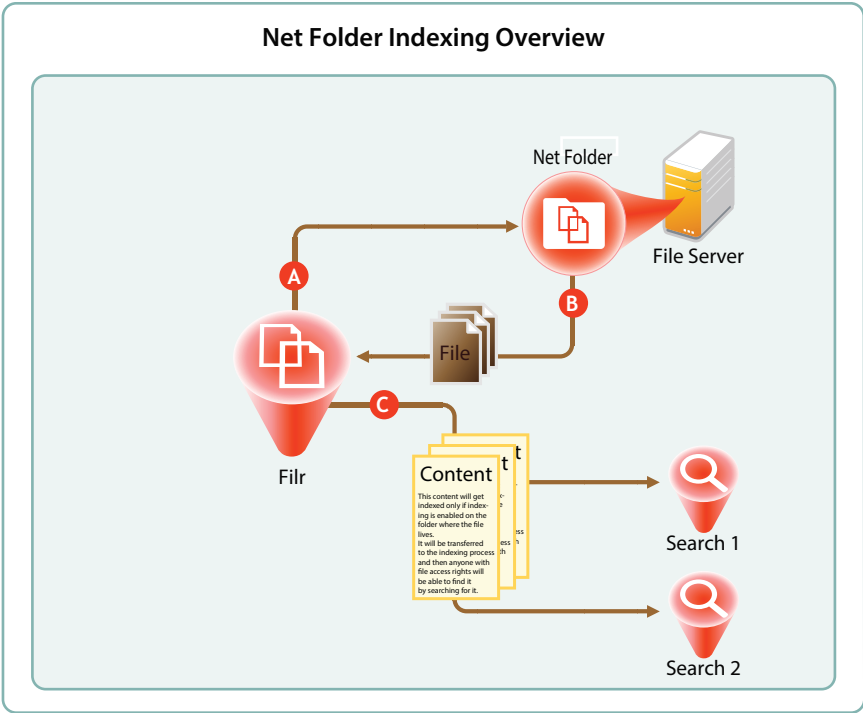 Net Folder Indexing Overview
Net Folder
File Server
A
B
File
Filr
C
Content
This content will get
indexed only if index-
ing is enabled on the
folder where the file
lives.
It will be transferred
to the indexing process
and then anyone with
file access rights will
be able to find it
by searching for it.
Search 1
Search 2